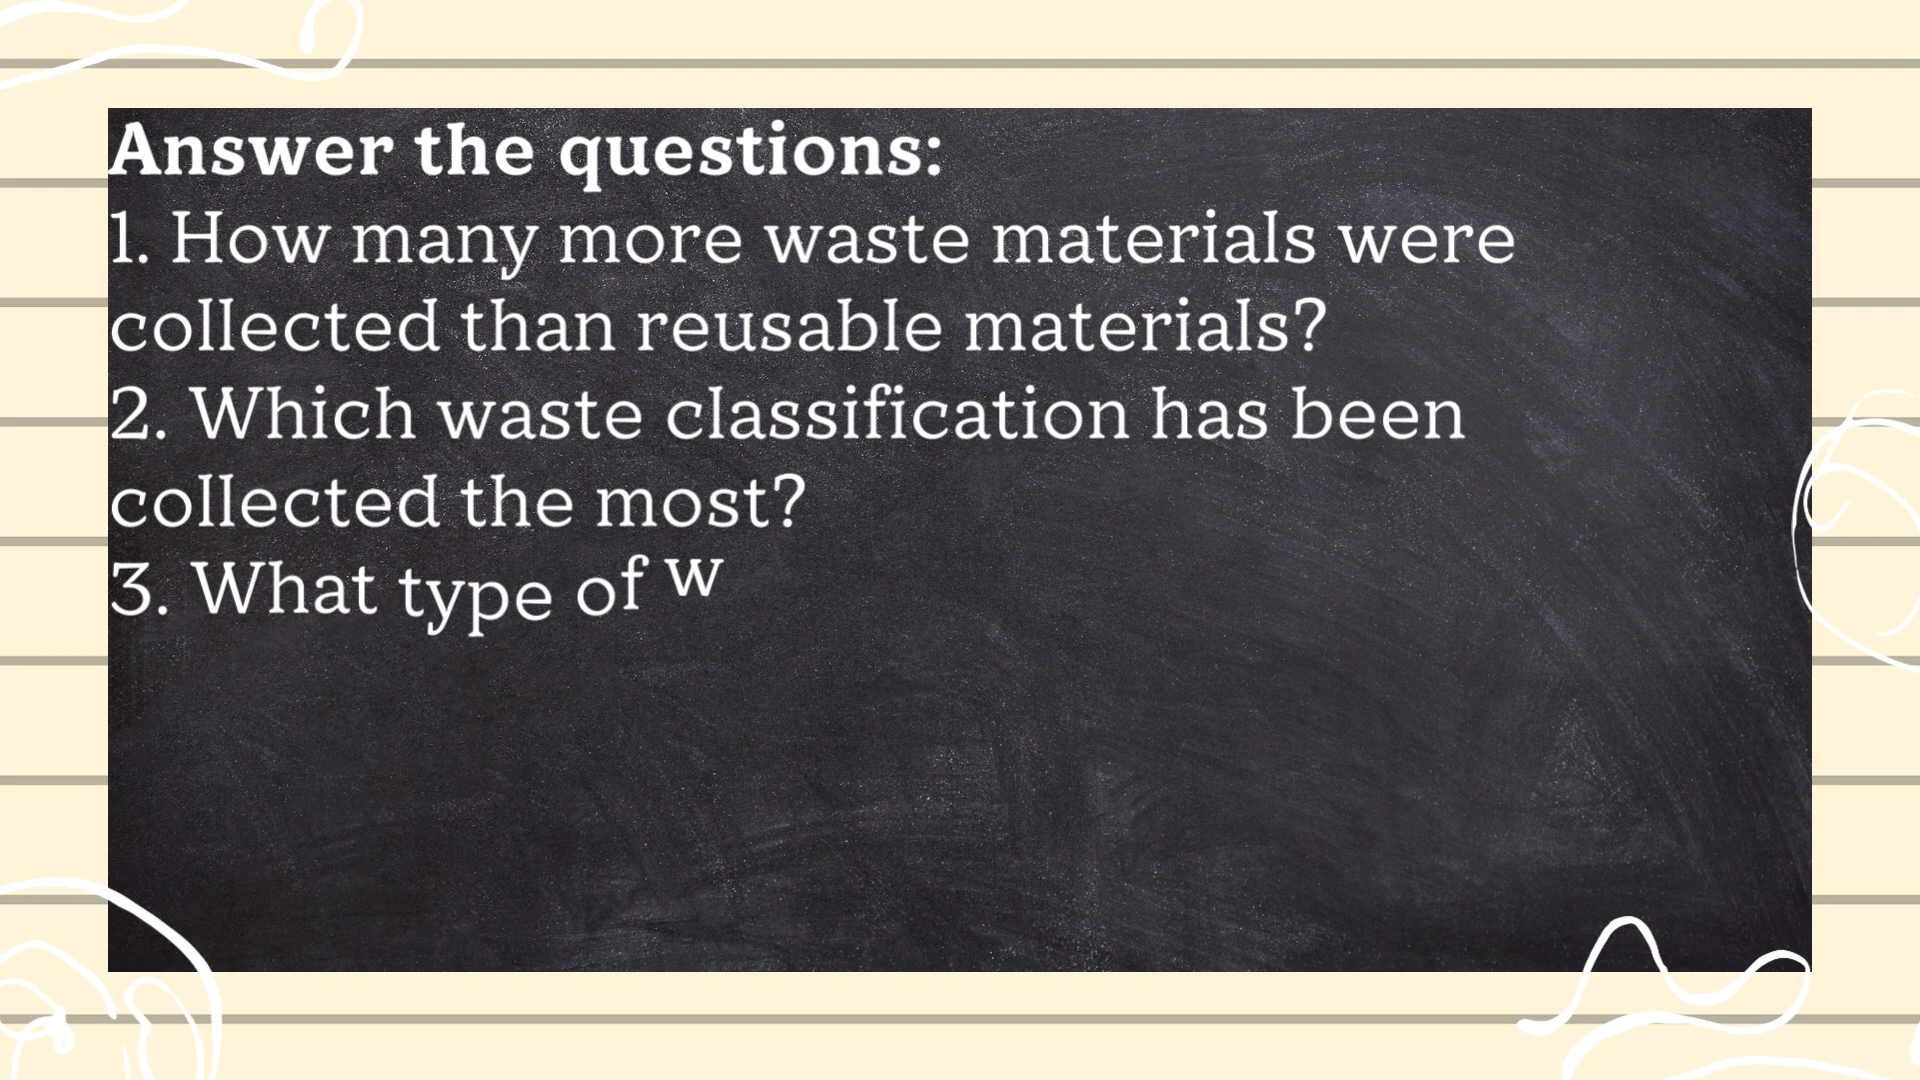 Answer the questions:
1. How many more waste materials were
collected than reusable materials?
2. Which waste classification has been
collected the most?
3. What type of w